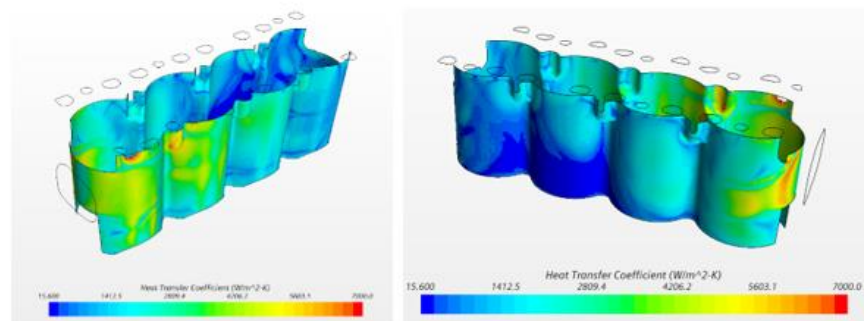 Heat Transfer Coefficient (W/m^2-K)
15.600 1412.5 2809.4 4206.2 5603.1 7000.0
Heat Transfer Coefficient (W/m^2-K)
15.600 1412.5 2809.4 4206.2 5603.1 7000.0